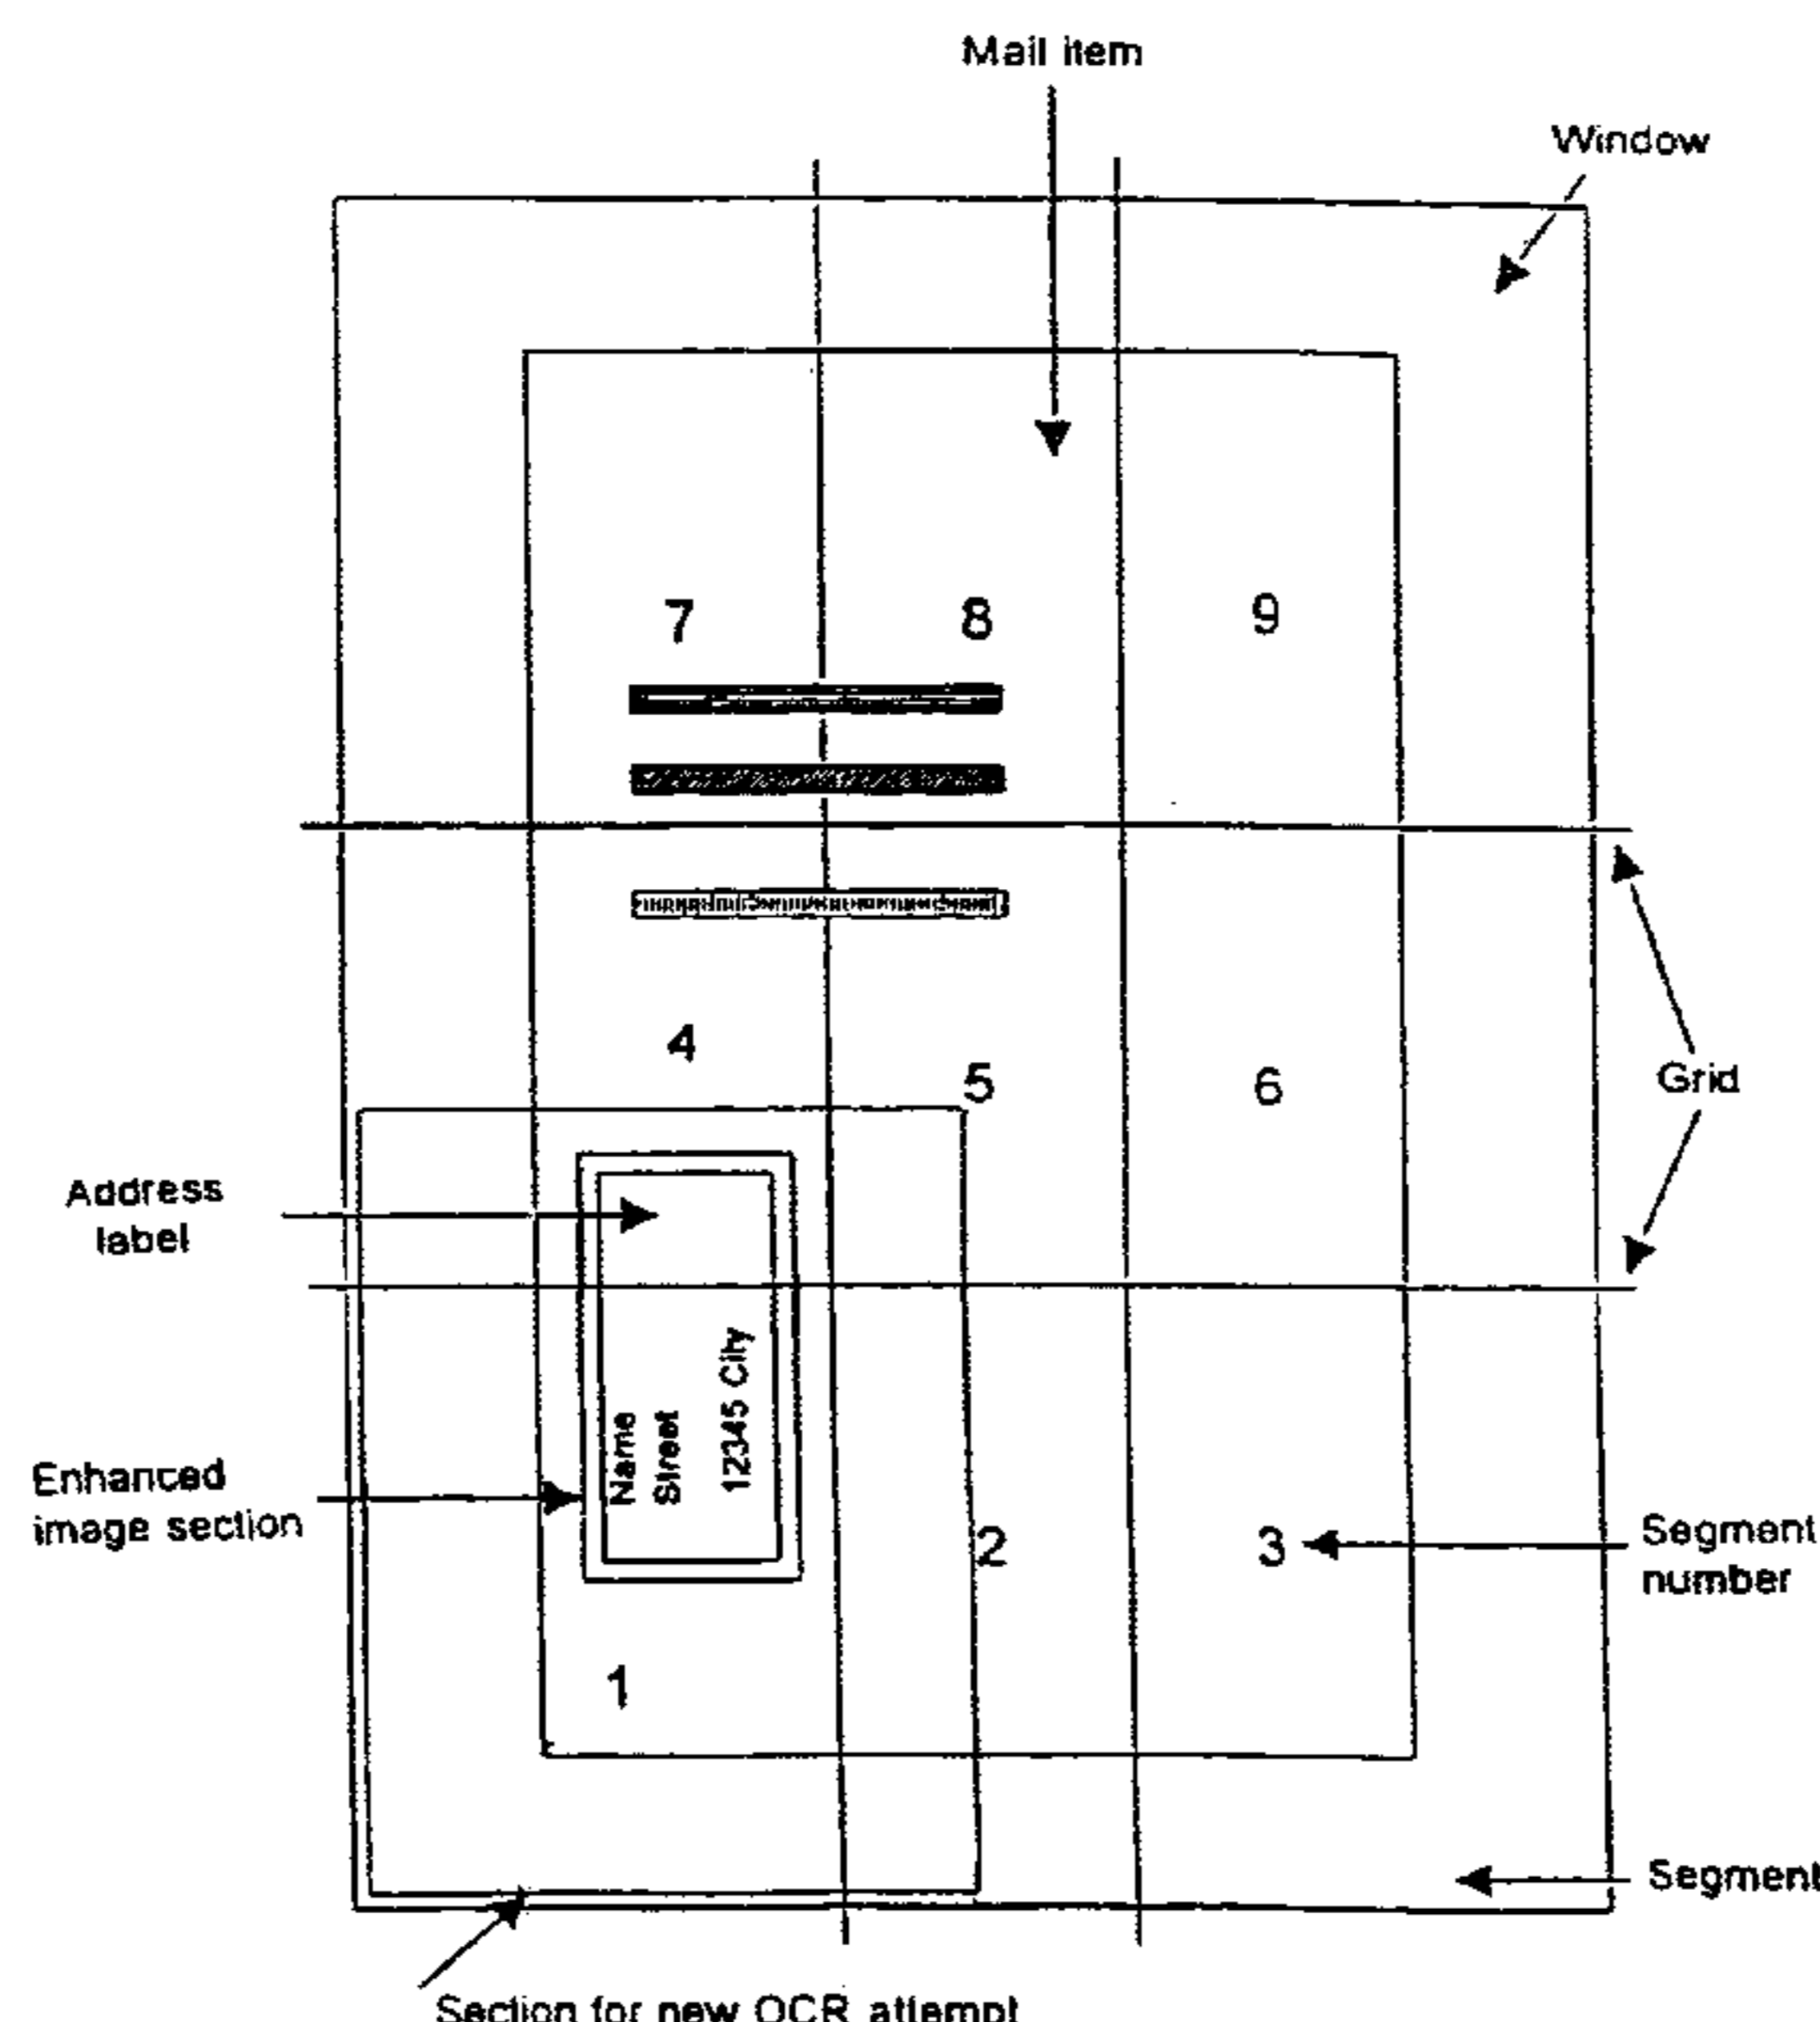 Mail item
Window
7
8
9
4
5
6
Grid
Address
label
Name
Street
12345 City
Enhanced
image section
2
3
Segment
number
1
Segment
Section for new OCR attempt